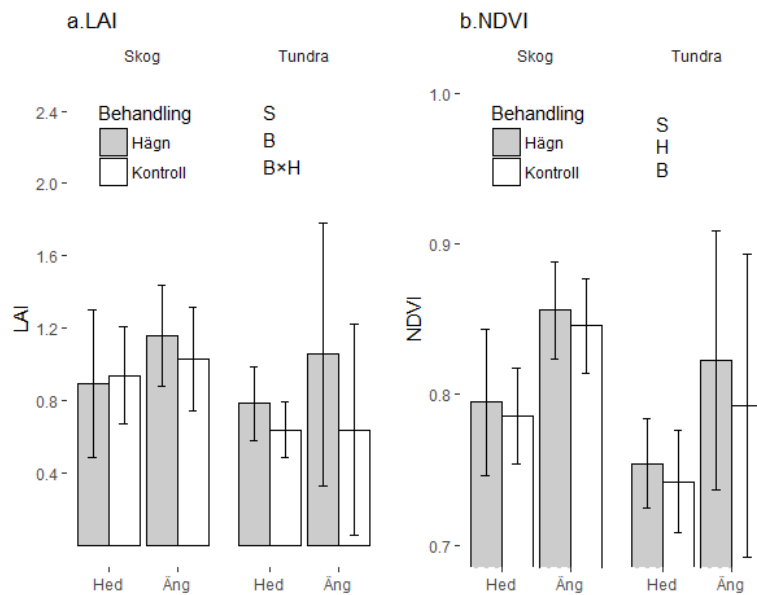 a.LAI
Skog Tundra
Behandling
Hägn
Kontroll
S
B
B×H
2.4
2.0
1.6
1.2
0.8
0.4
LAI
Hed Äng Hed Äng
b.NDVI
Skog Tundra
Behandling
Hägn
Kontroll
S
H
B
1.0
0.9
0.8
0.7
NDVI
Hed Äng Hed Äng